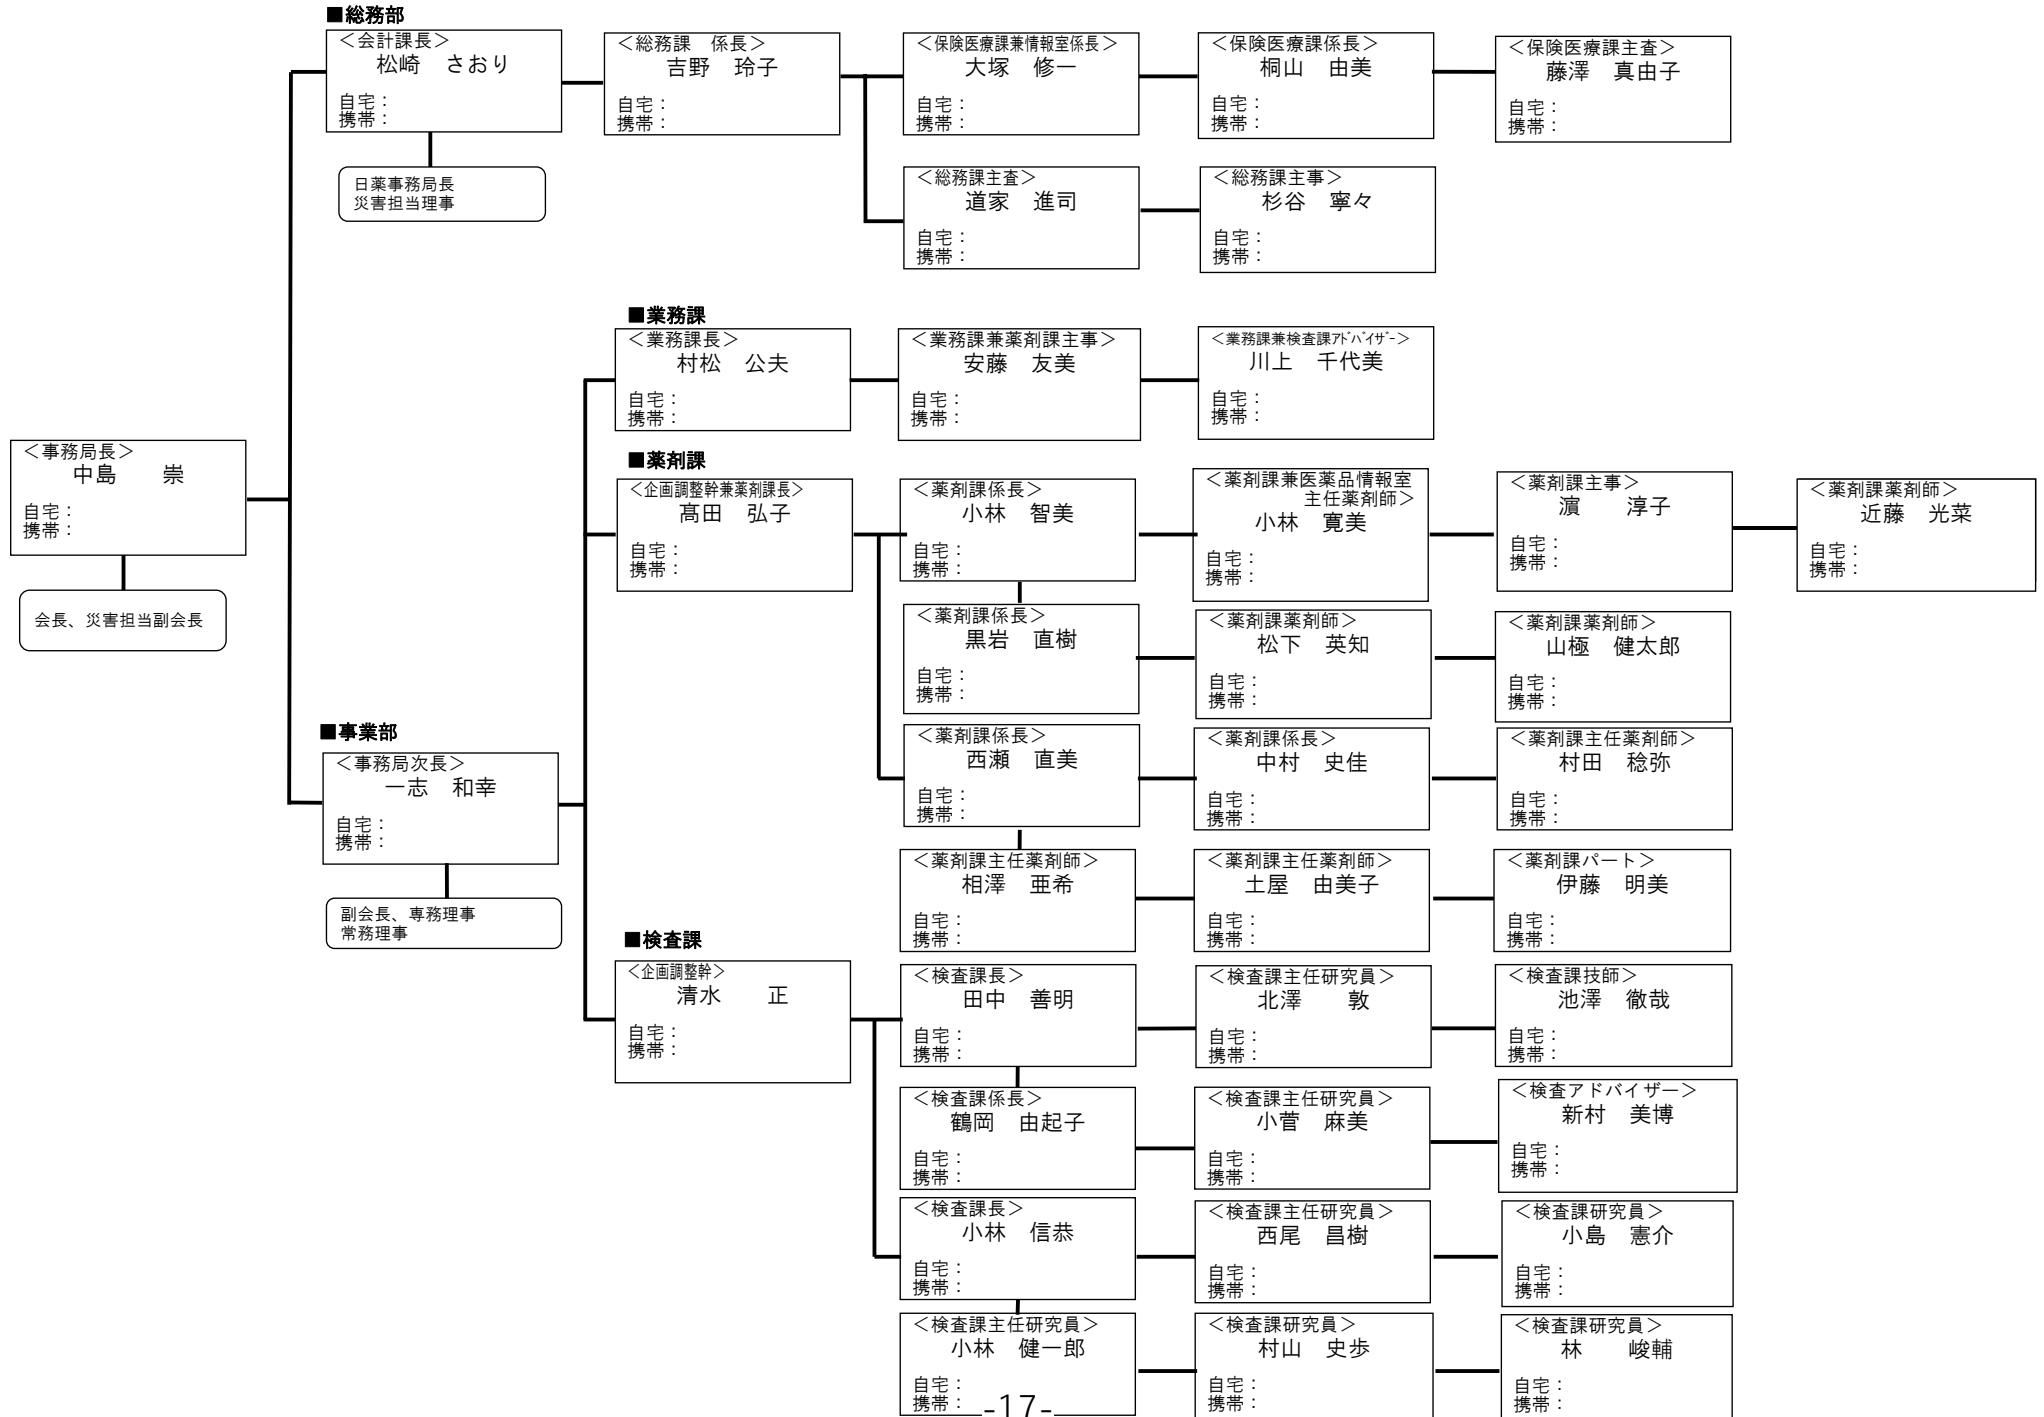 ■総務部
＜会計課長＞
松崎　さおり
自宅：
携帯：
＜総務課　係長＞
吉野　玲子
自宅：
携帯：
＜保険医療課兼情報室係長＞
大塚　修一
自宅：
携帯：
＜保険医療課係長＞
桐山　由美
自宅：
携帯：
＜保険医療課主査＞
藤澤　真由子
自宅：
携帯：
日薬事務局長
災害担当理事
＜総務課主査＞
道家　進司
自宅：
携帯：
＜総務課主事＞
杉谷　寧々
自宅：
携帯：
■業務課
＜業務課長＞
村松　公夫
自宅：
携帯：
＜業務課兼薬剤課主事＞
安藤　友美
自宅：
携帯：
＜業務課兼検査課ｱﾄﾞﾊﾞｲｻﾞｰ＞
川上　千代美
自宅：
携帯：
＜事務局長＞
中島　　崇
自宅：
携帯：
会長、災害担当副会長
■薬剤課
＜企画調整幹兼薬剤課長＞
髙田　弘子
自宅：
携帯：
＜薬剤課係長＞
小林　智美
自宅：
携帯：
＜薬剤課兼医薬品情報室
主任薬剤師＞
小林　寛美
自宅：
携帯：
＜薬剤課主事＞
濵　　淳子
自宅：
携帯：
＜薬剤課薬剤師＞
近藤　光菜
自宅：
携帯：
＜薬剤課係長＞
黒岩　直樹
自宅：
携帯：
＜薬剤課薬剤師＞
松下　英知
自宅：
携帯：
＜薬剤課薬剤師＞
山極　健太郎
自宅：
携帯：
■事業部
＜事務局次長＞
一志　和幸
自宅：
携帯：
副会長、専務理事
常務理事
＜薬剤課係長＞
西瀬　直美
自宅：
携帯：
＜薬剤課係長＞
中村　史佳
自宅：
携帯：
＜薬剤課主任薬剤師＞
村田　稔弥
自宅：
携帯：
＜薬剤課主任薬剤師＞
相澤　亜希
自宅：
携帯：
＜薬剤課主任薬剤師＞
土屋　由美子
自宅：
携帯：
＜薬剤課パート＞
伊藤　明美
自宅：
携帯：
■検査課
＜企画調整幹＞
清水　　正
自宅：
携帯：
＜検査課長＞
田中　善明
自宅：
携帯：
＜検査課主任研究員＞
北澤　　敦
自宅：
携帯：
＜検査課技師＞
池澤　徹哉
自宅：
携帯：
＜検査課係長＞
鶴岡　由起子
自宅：
携帯：
＜検査課主任研究員＞
小菅　麻美
自宅：
携帯：
＜検査アドバイザー＞
新村　美博
自宅：
携帯：
＜検査課長＞
小林　信恭
自宅：
携帯：
＜検査課主任研究員＞
西尾　昌樹
自宅：
携帯：
＜検査課研究員＞
小島　憲介
自宅：
携帯：
＜検査課主任研究員＞
小林　健一郎
自宅：
携帯：
＜検査課研究員＞
村山　史歩
自宅：
携帯：
＜検査課研究員＞
林　　峻輔
自宅：
携帯：
-17-